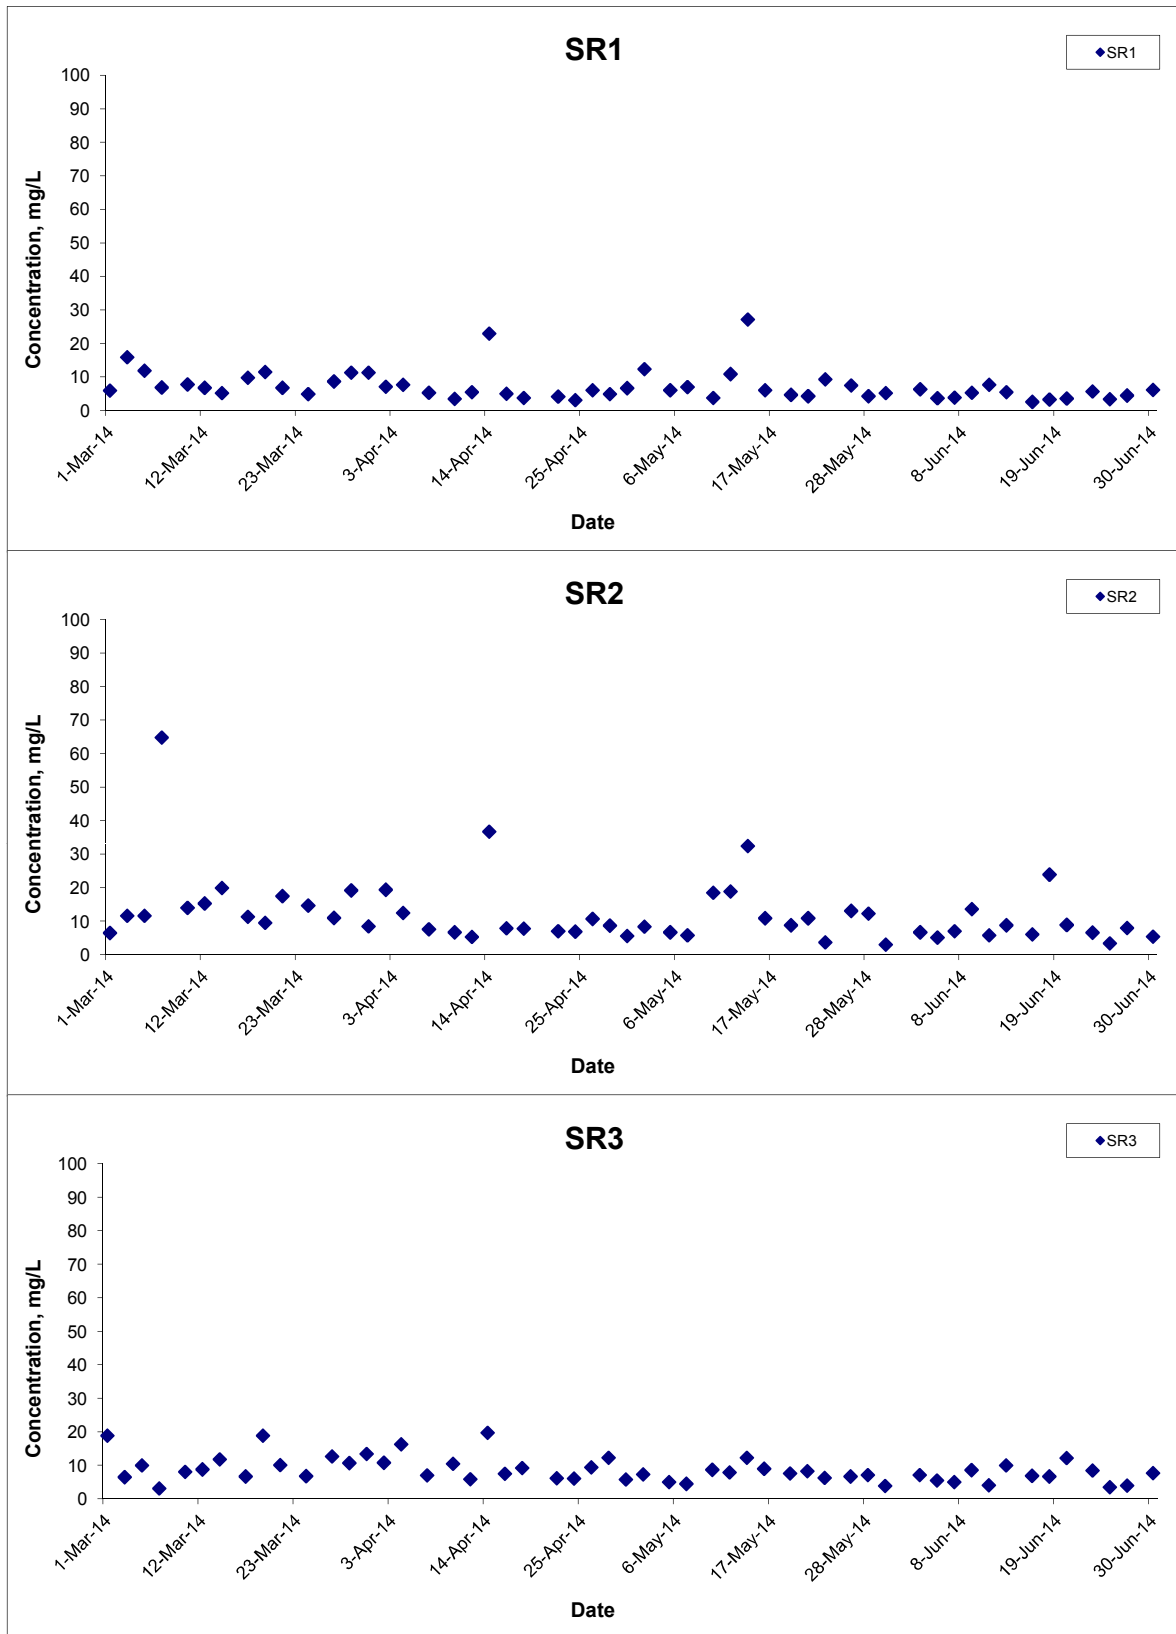 SR1
SR1
100
90
80
70
60
50
40
30
20
10
0
Concentration, mg/L
1-Mar-14
12-Mar-14
23-Mar-14
3-Apr-14
14-Apr-14
25-Apr-14
6-May-14
17-May-14
28-May-14
8-Jun-14
19-Jun-14
30-Jun-14
Date
SR2
SR2
100
90
80
70
60
50
40
30
20
10
0
Concentration, mg/L
1-Mar-14
12-Mar-14
23-Mar-14
3-Apr-14
14-Apr-14
25-Apr-14
6-May-14
17-May-14
28-May-14
8-Jun-14
19-Jun-14
30-Jun-14
Date
SR3
SR3
100
90
80
70
60
50
40
30
20
10
0
Concentration, mg/L
1-Mar-14
12-Mar-14
23-Mar-14
3-Apr-14
14-Apr-14
25-Apr-14
6-May-14
17-May-14
28-May-14
8-Jun-14
19-Jun-14
30-Jun-14
Date